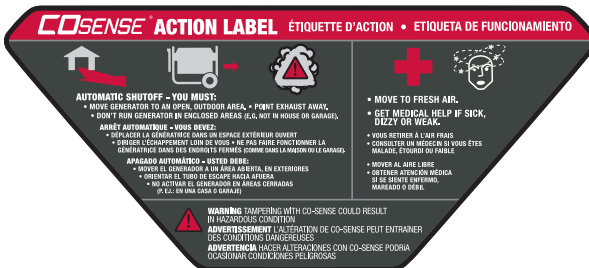 COSENSE® ACTION LABEL ÉTIQUETTE D'ACTION • ETIQUETA DE FUNCIONAMIENTO
AUTOMATIC SHUTOFF – YOU MUST:
• MOVE GENERATOR TO AN OPEN, OUTDOOR AREA. • POINT EXHAUST AWAY.
• DON'T RUN GENERATOR IN ENCLOSED AREAS (E.G, NOT IN HOUSE OR GARAGE).
ARRÊT AUTOMATIQUE – VOUS DEVEZ:
• DÉPLACER LA GÉNÉRATRICE DANS UN ESPACE EXTÉRIEUR OUVERT
• DIRIGER L'ÉCHAPPEMENT LOIN DE VOUS • NE PAS FAIRE FONCTIONNER LA
GÉNÉRATRICE DANS DES ENDROITS FERMÉS (COMME DANS LA MAISON OU LE GARAGE).
APAGADO AUTOMÁTICO – USTED DEBE:
• MOVER EL GENERADOR A UN ÁREA ABIERTA, EN EXTERIORES
• ORIENTAR EL TUBO DE ESCAPE HACIA AFUERA
• NO ACTIVAR EL GENERADOR EN ÁREAS CERRADAS
(P. EJ.: EN UNA CASA O GARAJE)
• MOVE TO FRESH AIR.
• GET MEDICAL HELP IF SICK,
DIZZY OR WEAK.
• VOUS RETIRER À L'AIR FRAIS
• CONSULTER UN MÉDECIN SI VOUS ÊTES
MALADE, ÉTOURDI OU FAIBLE
• MOVER AL AIRE LIBRE
• OBTENER ATENCIÓN MÉDICA
SI SE SIENTE ENFERMO,
MAREADO O DÉBIL
WARNING TAMPERING WITH CO-SENSE COULD RESULT
IN HAZARDOUS CONDITION
ADVERTISSEMENT L'ALTÉRATION DE CO-SENSE PEUT ENTRAINER
DES CONDITIONS DANGEREUSES
ADVERTENCIA HACER ALTERACIONES CON CO-SENSE PODRÍA
OCASIONAR CONDICIONES PELIGROSAS